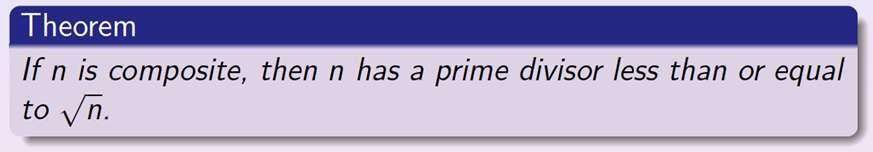 Theorem
If n is composite, then n has a prime divisor less than or equal
to √n.